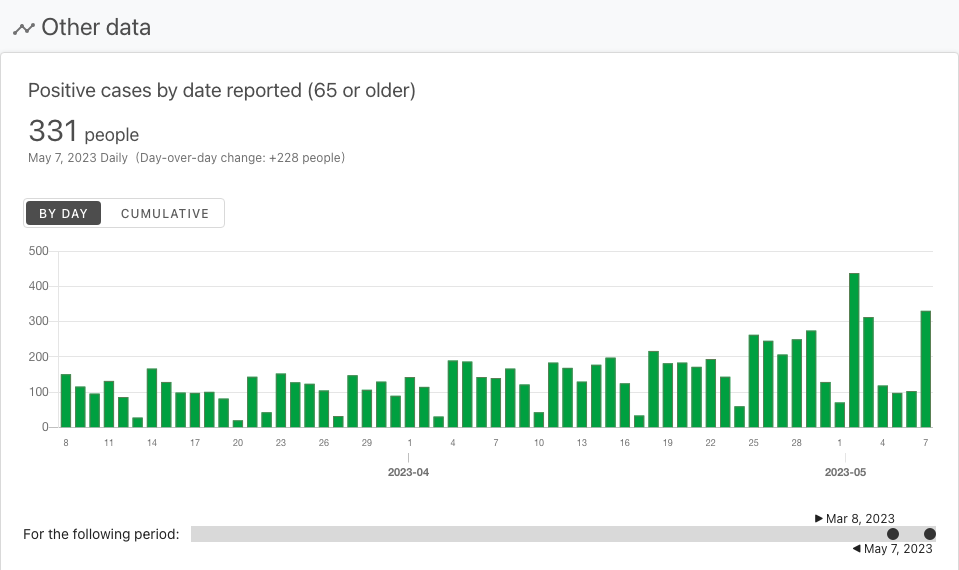 Other data
Positive cases by date reported (65 or older)
331 people
May 7, 2023 Daily (Day-over-day change: +228 people)
BY DAY CUMULATIVE
500
400
300
200
100
0
8 11 14 17 20 23 26 29 1 4 7 10 13 16 19 22 25 28 1 4 7
2023-04 2023-05
▶ Mar 8, 2023
For the following period:
◀ May 7, 2023